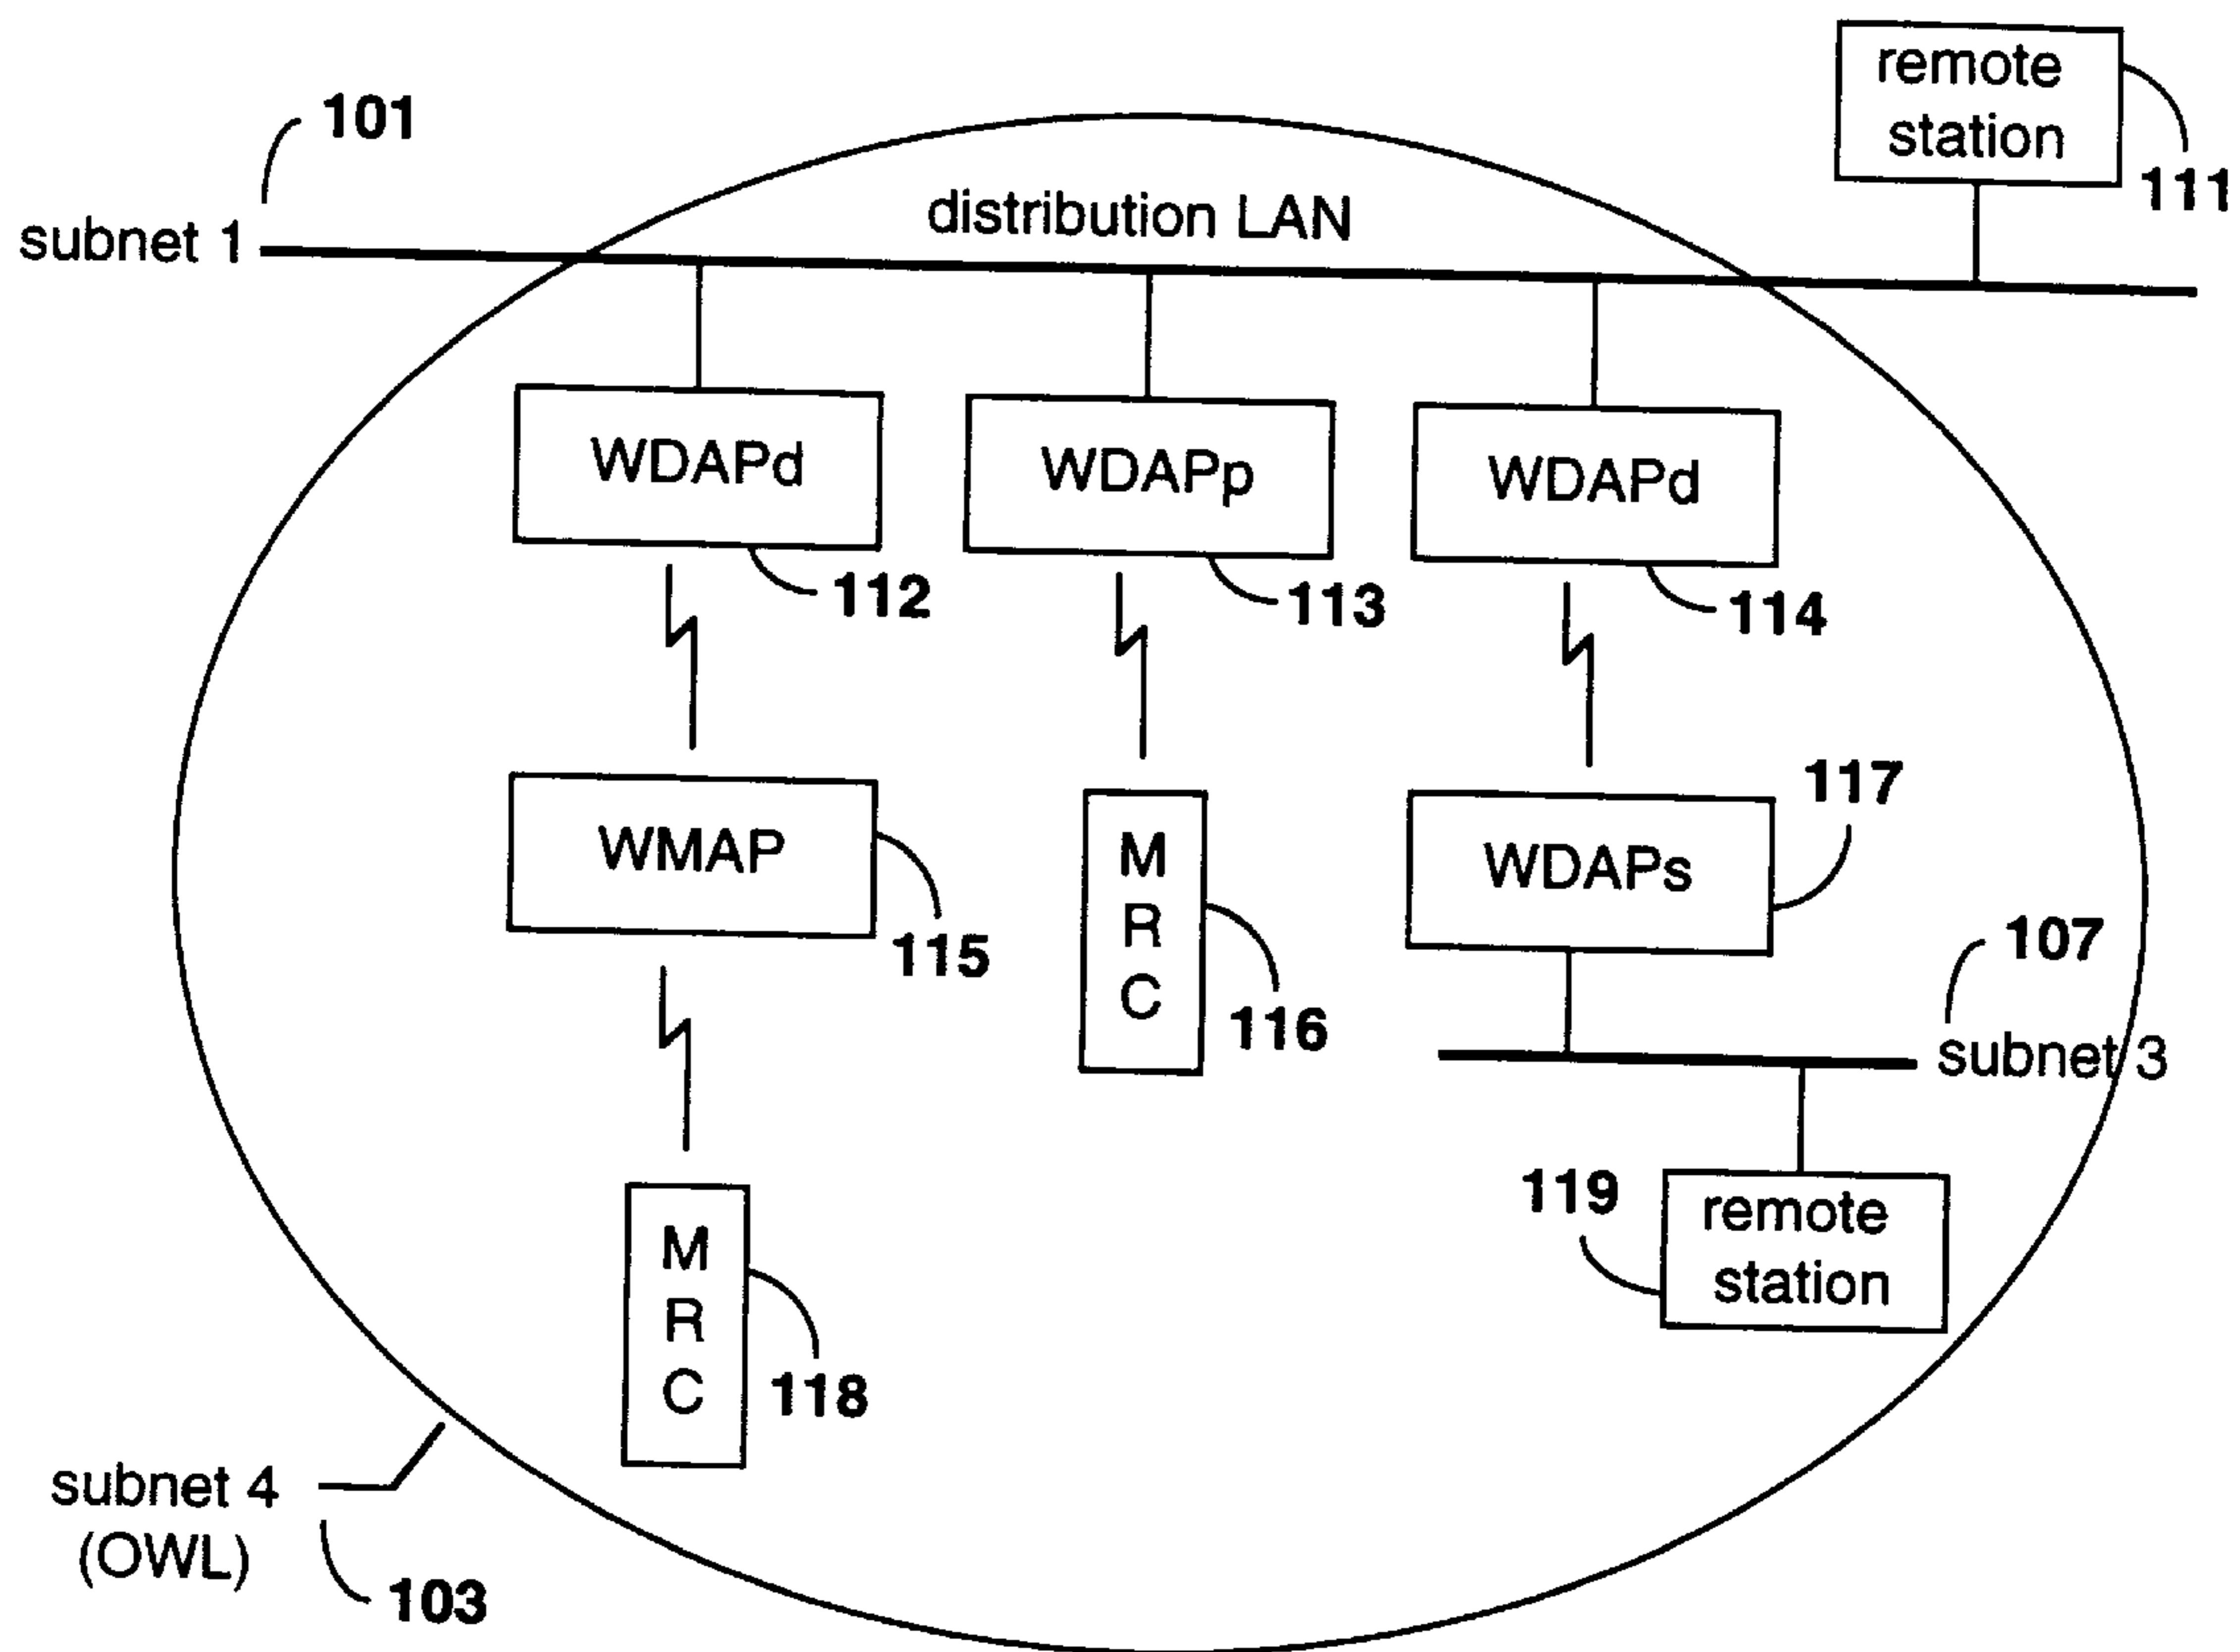 101
remote
station
111
distribution LAN
subnet 1
WDAPd
WDAPp
WDAPd
112
113
114
117
WMAP
M
R
C
WDAPs
115
116
107
subnet 3
119
remote
station
M
R
C
118
subnet 4
(OWL)
103